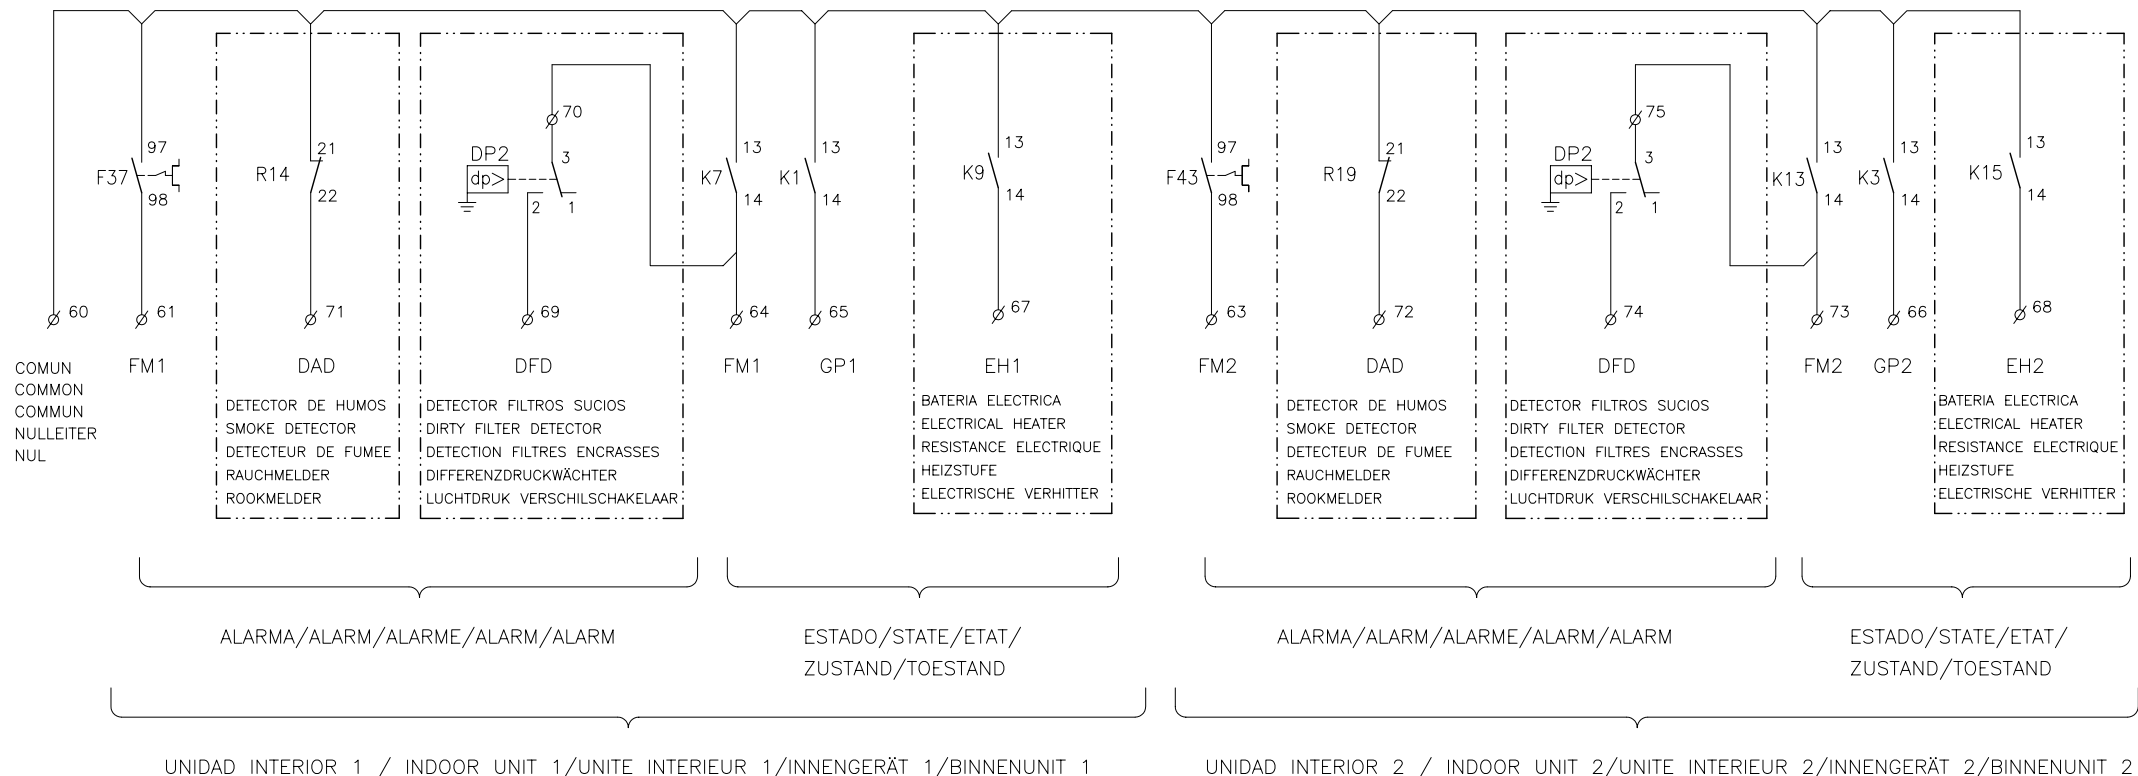 70
75
97
21
DP2
3
13
13
13
97
21
DP2
3
13
13
13
F37
R14
dp>
K7
K1
K9
F43
R19
dp>
K13
K3
K15
98
22
2
1
14
14
14
98
22
2
1
14
14
14
60
61
71
69
64
65
67
63
72
74
73
66
68
FM1
DAD
DFD
FM1
GP1
EH1
FM2
DAD
DFD
FM2
GP2
EH2
COMUN
COMMON
COMMUN
NULLEITER
NUL
DETECTOR DE HUMOS
SMOKE DETECTOR
DETECTEUR DE FUMEE
RAUCHMELDER
ROOKMELDER
DETECTOR FILTROS SUCIOS
DIRTY FILTER DETECTOR
DETECTION FILTRES ENCRASSES
DIFFERENZDRUCKWÄCHTER
LUCHTDRUK VERSCHILSCHAKELAAR
BATERIA ELECTRICA
ELECTRICAL HEATER
RESISTANCE ELECTRIQUE
HEIZSTUFE
ELECTRISCHE VERHITTER
DETECTOR DE HUMOS
SMOKE DETECTOR
DETECTEUR DE FUMEE
RAUCHMELDER
ROOKMELDER
DETECTOR FILTROS SUCIOS
DIRTY FILTER DETECTOR
DETECTION FILTRES ENCRASSES
DIFFERENZDRUCKWÄCHTER
LUCHTDRUK VERSCHILSCHAKELAAR
BATERIA ELECTRICA
ELECTRICAL HEATER
RESISTANCE ELECTRIQUE
HEIZSTUFE
ELECTRISCHE VERHITTER
ALARMA/ALARM/ALARME/ALARM/ALARM
ESTADO/STATE/ETAT/
ZUSTAND/TOESTAND
ALARMA/ALARM/ALARME/ALARM/ALARM
ESTADO/STATE/ETAT/
ZUSTAND/TOESTAND
UNIDAD INTERIOR 1 / INDOOR UNIT 1/UNITE INTERIEUR 1/INNENGERÄT 1/BINNENUNIT 1
UNIDAD INTERIOR 2 / INDOOR UNIT 2/UNITE INTERIEUR 2/INNENGERÄT 2/BINNENUNIT 2